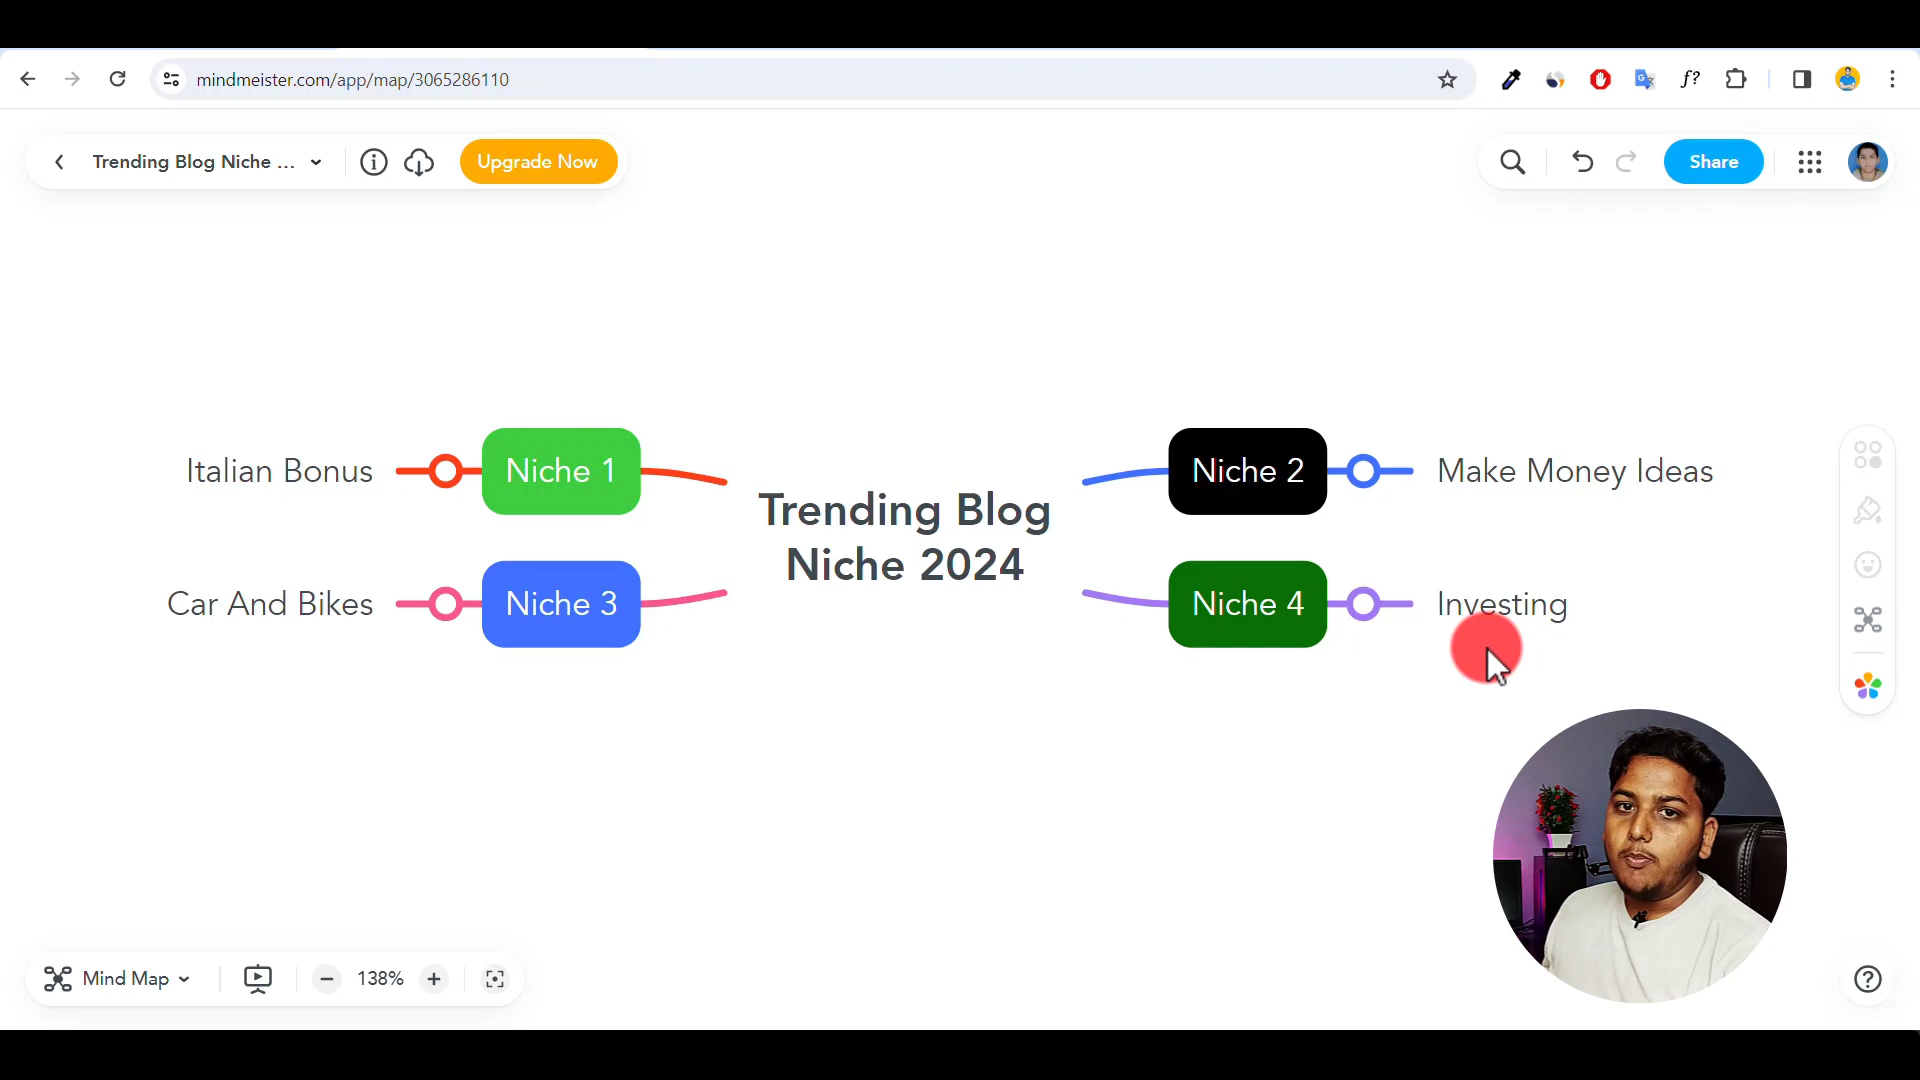 mindmeister.com/app/map/3065286110
Trending Blog Niche ...
Upgrade Now
Share
Italian Bonus
Niche 1
Niche 2
Make Money Ideas
Trending Blog
Niche 2024
Car And Bikes
Niche 3
Niche 4
Investing
Mind Map
138%